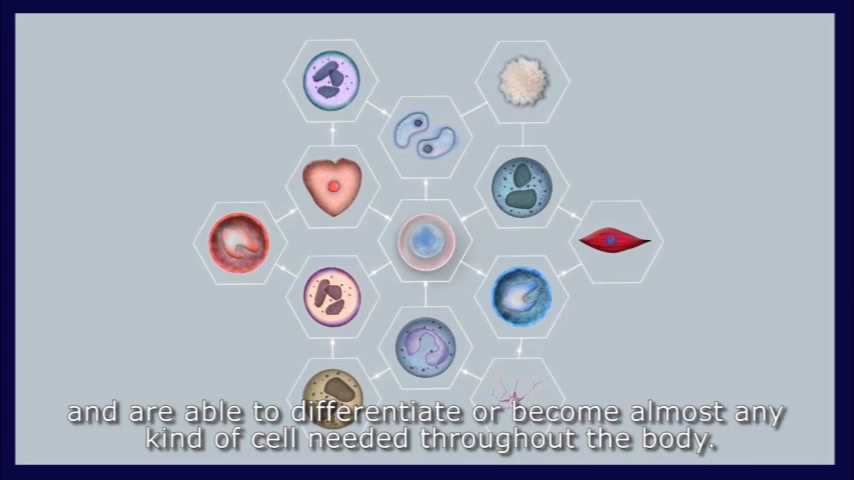 and are able to differentiate or become almost any
kind of cell needed throughout the body.